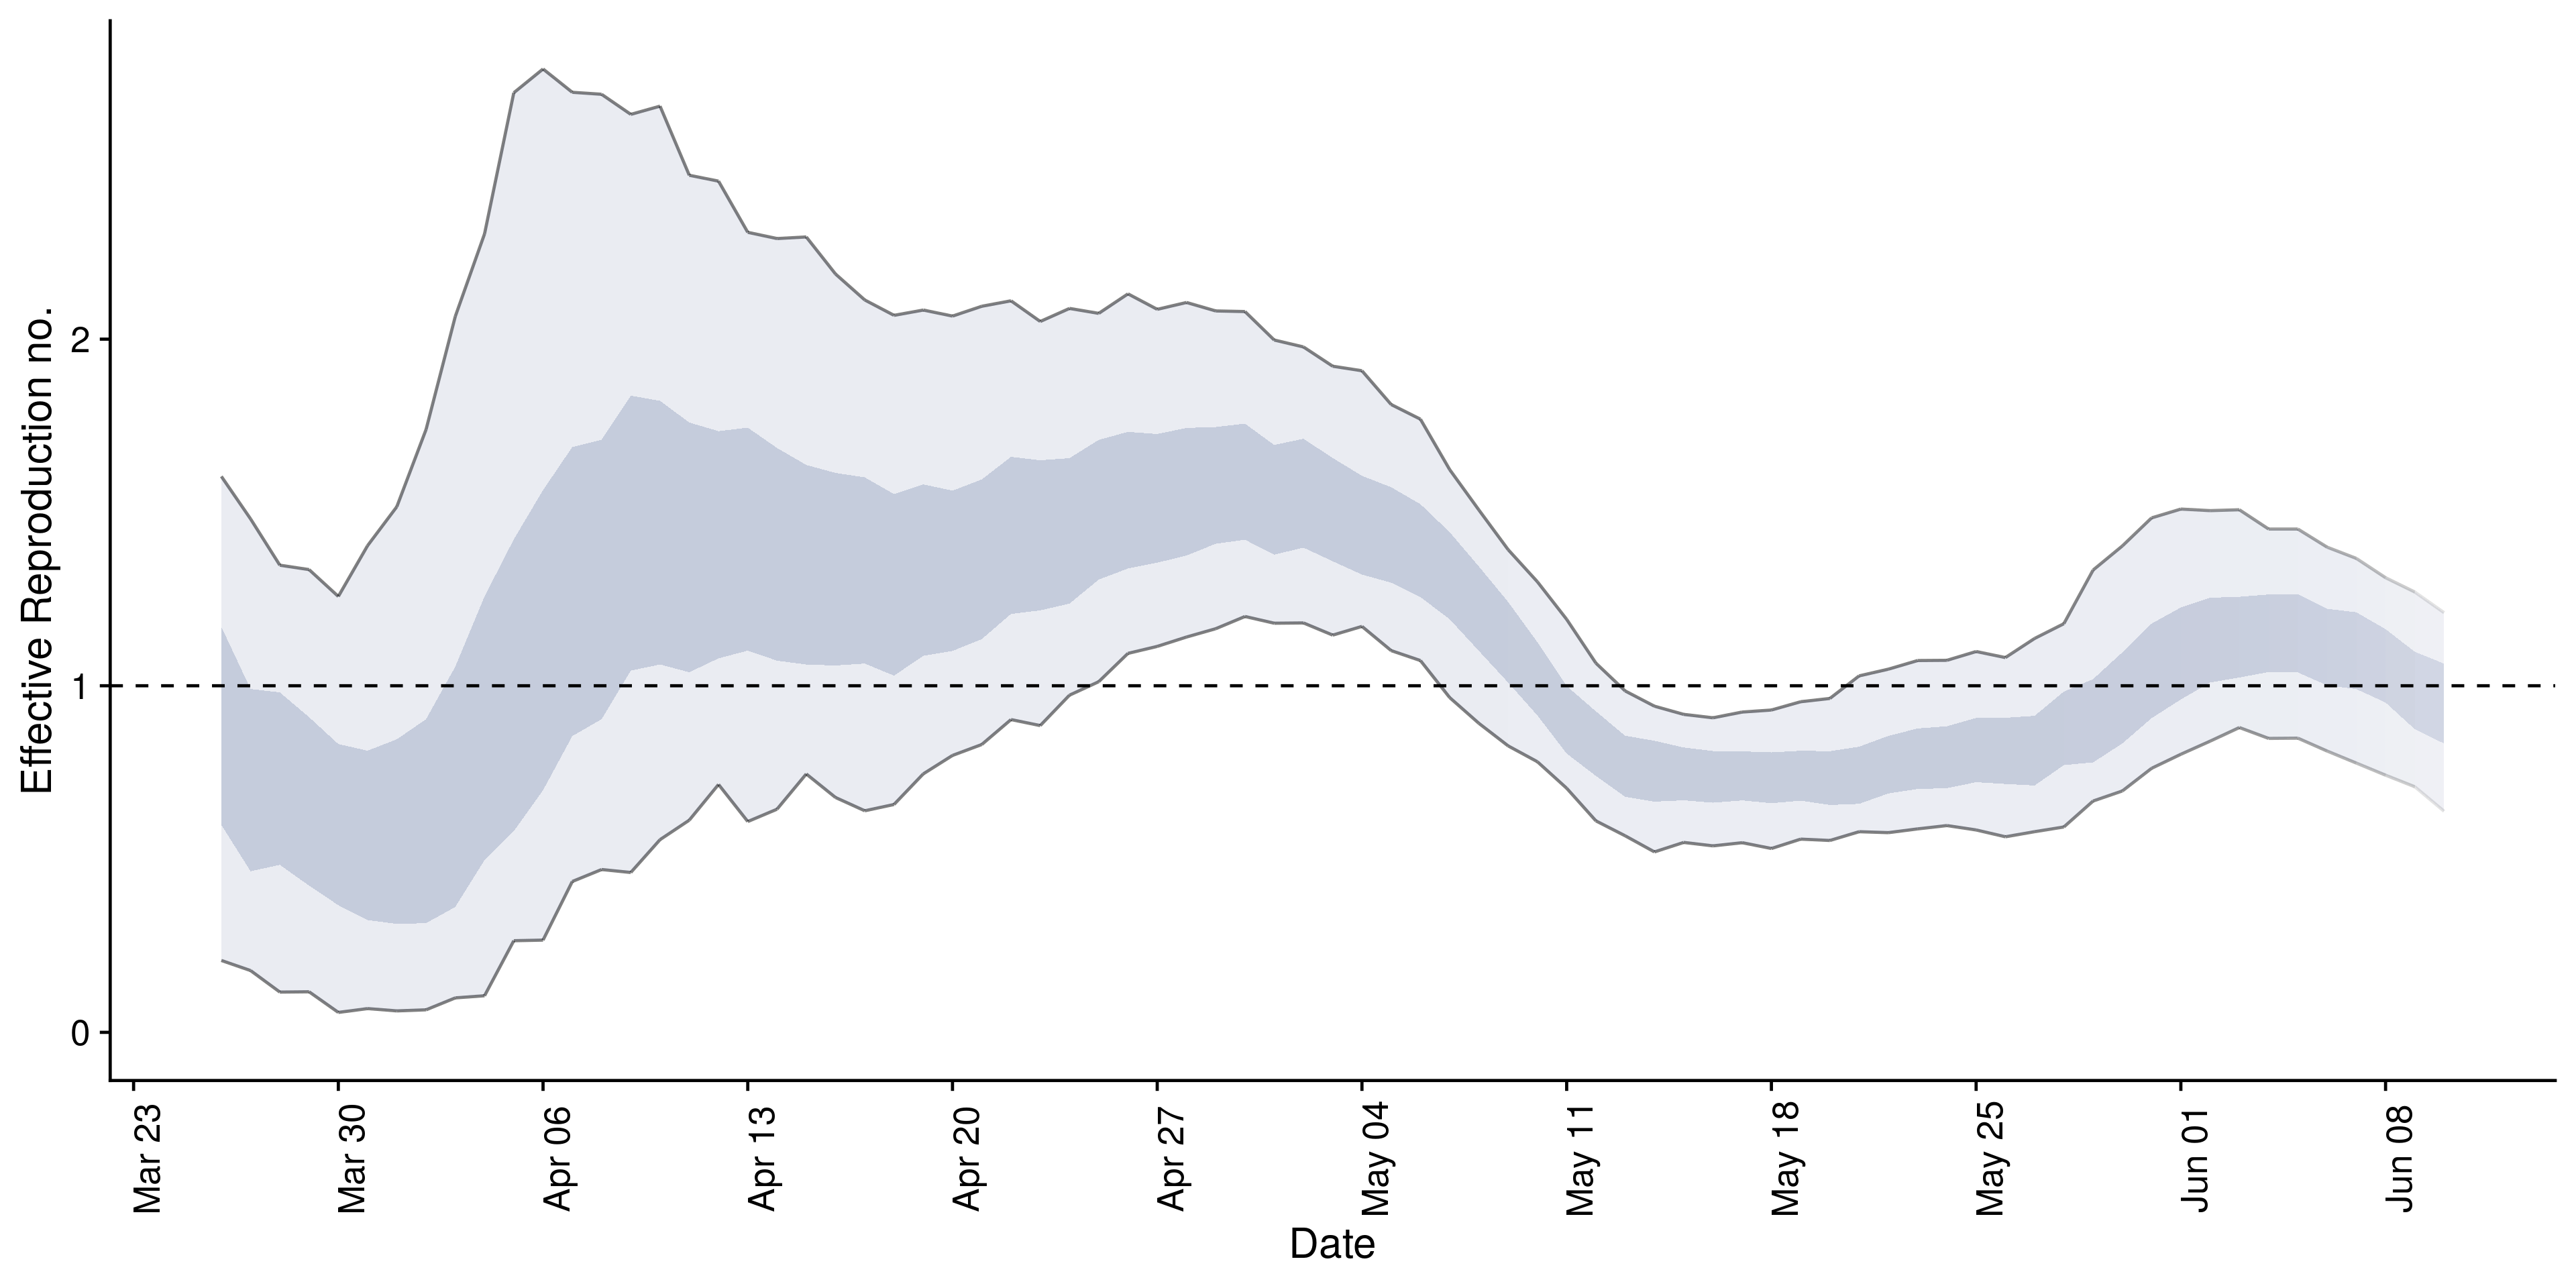 Effective Reproduction no.
2
1
0
Mar 23
Mar 30
Apr 06
Apr 13
Apr 20
Apr 27
May 04
May 11
May 18
May 25
Jun 01
Jun 08
Date